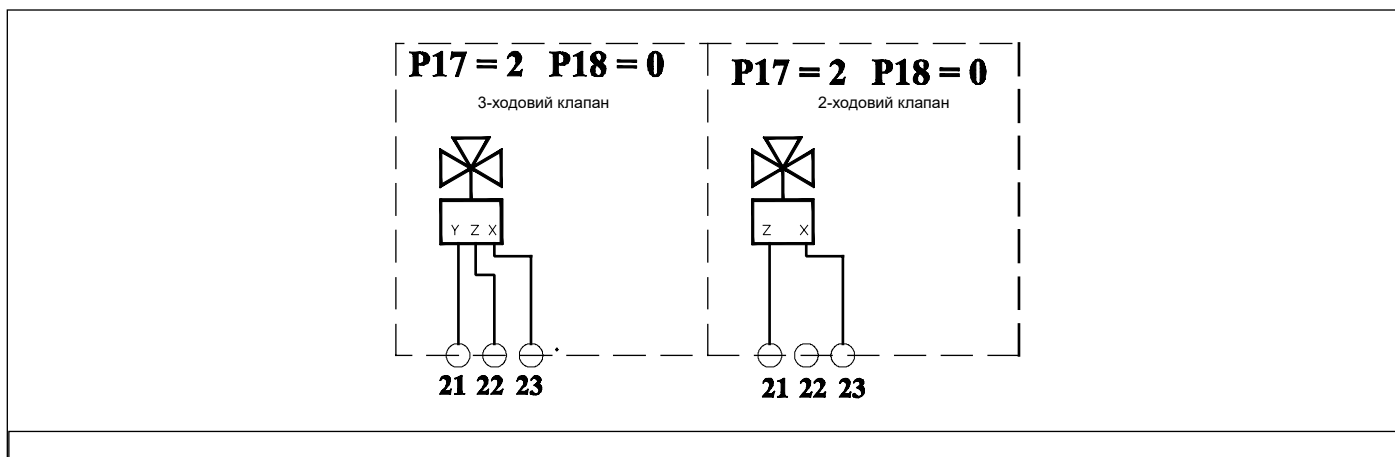 P17 = 2 P18 = 0
3-ходовий клапан
Y Z X
21 22 23
P17 = 2 P18 = 0
2-ходовий клапан
Z X
21 22 23